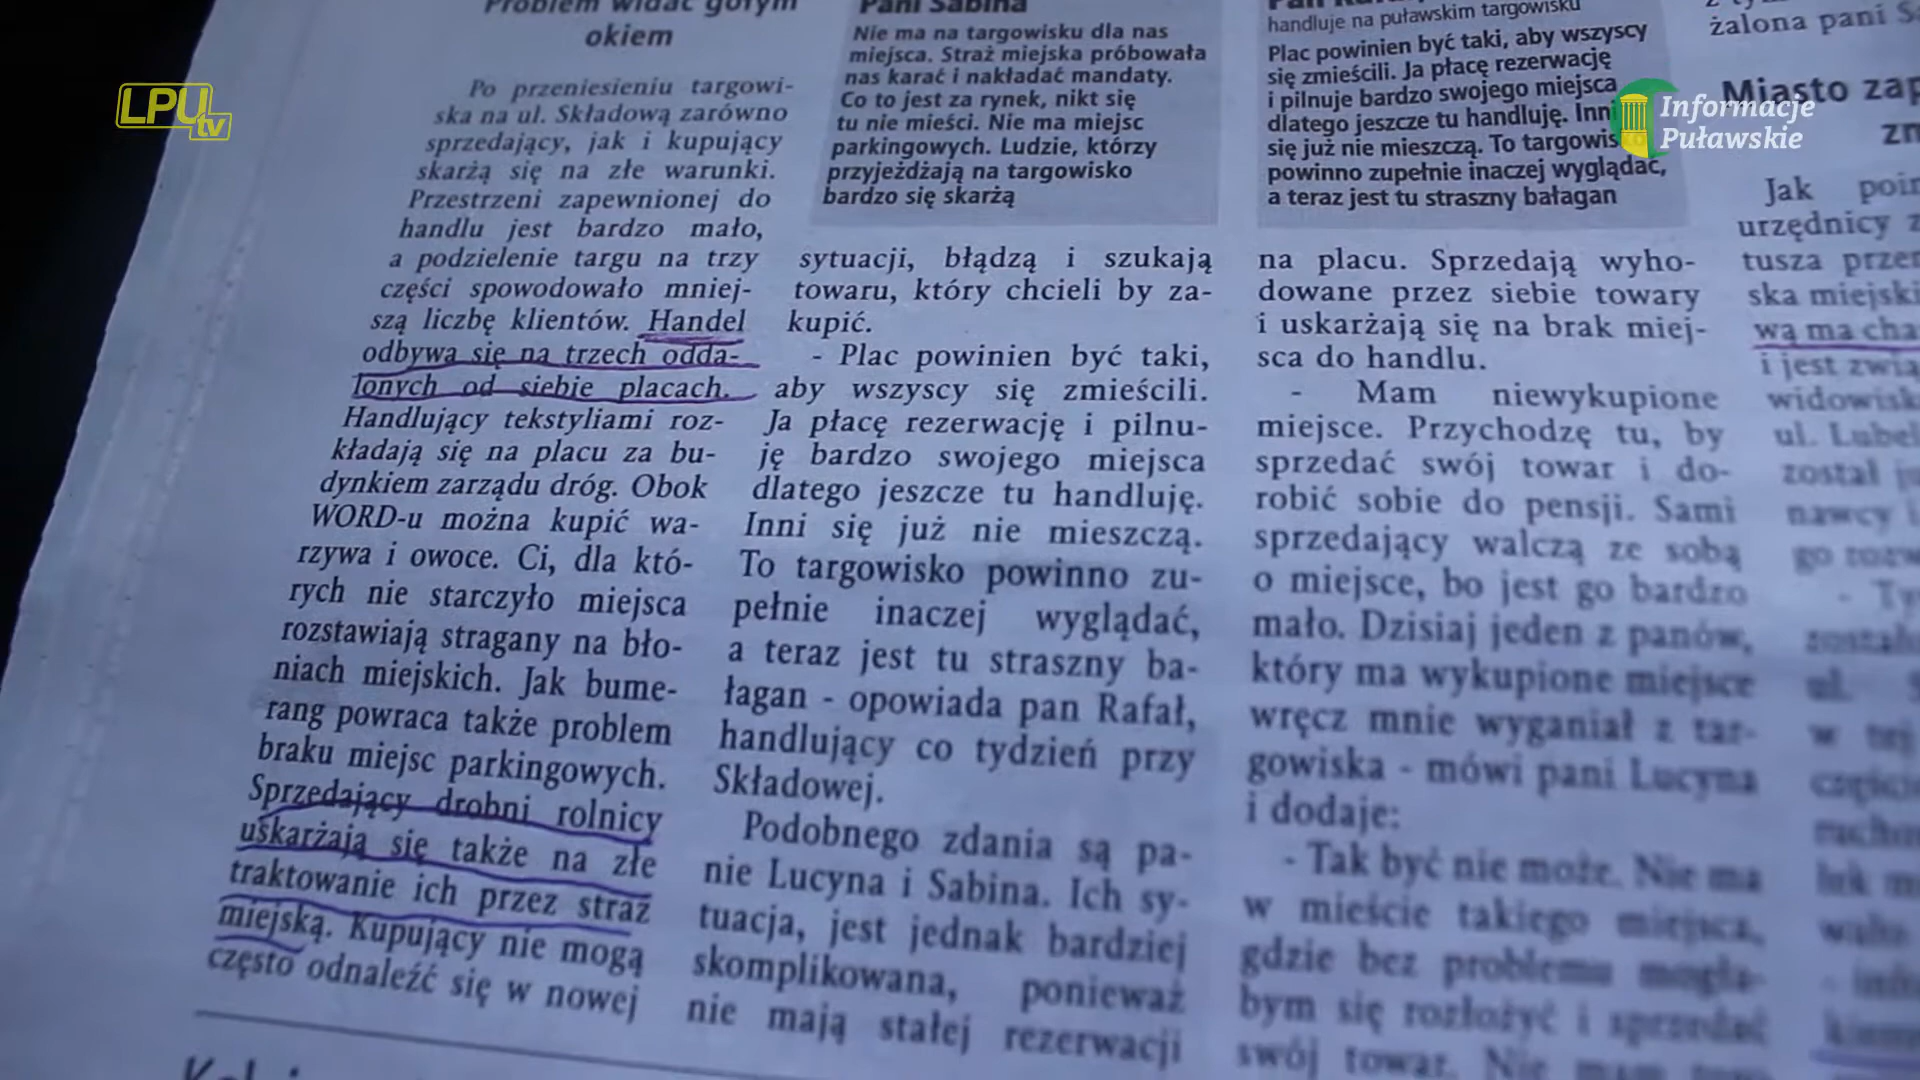 Problem widać gołym
okiem
Po przeniesieniu targowi-
ska na ul. Składową zarówno
sprzedający, jak i kupujący
skarżą się na złe warunki.
Przestrzeni zapewnionej do
handlu jest bardzo mało,
a podzielenie targu na trzy
części spowodowało mniej-
szą liczbę klientów. Handel
odbywa się na trzech odda-
lonych od siebie placach.
Handlujący tekstyliami roz-
kładają się na placu za bu-
dynkiem zarządu dróg. Obok
WORD-u można kupić wa-
rzywa i owoce. Ci, dla któ-
rych nie starczyło miejsca
rozstawiają stragany na bło-
niach miejskich. Jak bume-
rang powraca także problem
braku miejsc parkingowych.
Sprzedający drobni rolnicy
uskarżają się także na złe
traktowanie ich przez straż
miejską. Kupujący nie mogą
często odnaleźć się w nowej
Pani Sabina
Nie ma na targowisku dla nas
miejsca. Straż miejska próbowała
nas karać i nakładać mandaty.
Co to jest za rynek, nikt się
tu nie mieści. Nie ma miejsc
parkingowych. Ludzie, którzy
przyjeżdżają na targowisko
bardzo się skarżą
sytuacji, błądzą i szukają
towaru, który chcieli by za-
kupić.
- Plac powinien być taki,
aby wszyscy się zmieścili.
Ja płacę rezerwację i pilnu-
ję bardzo swojego miejsca
dlatego jeszcze tu handluję.
Inni się już nie mieszczą.
To targowisko powinno zu-
pełnie inaczej wyglądać,
a teraz jest tu straszny ba-
łagan - opowiada pan Rafał,
handlujący co tydzień przy
Składowej.
Podobnego zdania są pa-
nie Lucyna i Sabina. Ich sy-
tuacja, jest jednak bardziej
skomplikowana, ponieważ
nie mają stałej rezerwacji
handluje na puławskim targowisku
Plac powinien być taki, aby wszyscy
się zmieścili. Ja płacę rezerwację
i pilnuje bardzo swojego miejsca
dlatego jeszcze tu handluję. Inni
się już nie mieszczą. To targowisko
powinno zupełnie inaczej wyglądać,
a teraz jest tu straszny bałagan
na placu. Sprzedają wyho-
dowane przez siebie towary
i uskarżają się na brak miej-
sca do handlu.
- Mam niewykupione
miejsce. Przychodzę tu, by
sprzedać swój towar i do-
robić sobie do pensji. Sami
sprzedający walczą ze sobą
o miejsce, bo jest go bardzo
mało. Dzisiaj jeden z panów,
który ma wykupione miejsce
wręcz mnie wyganiał z tar-
gowiska - mówi pani Lucyna
i dodaje:
- Tak być nie może. Nie ma
w mieście takiego miejsca,
gdzie bez problemu mogła-
bym się rozłożyć i sprzedać
swój towar. Nie
żalona pani
Miasto
Jak
urzędnicy
tusza
ska
wą ma
i jest
ul.
LPU tv
Informacje
Puławskie